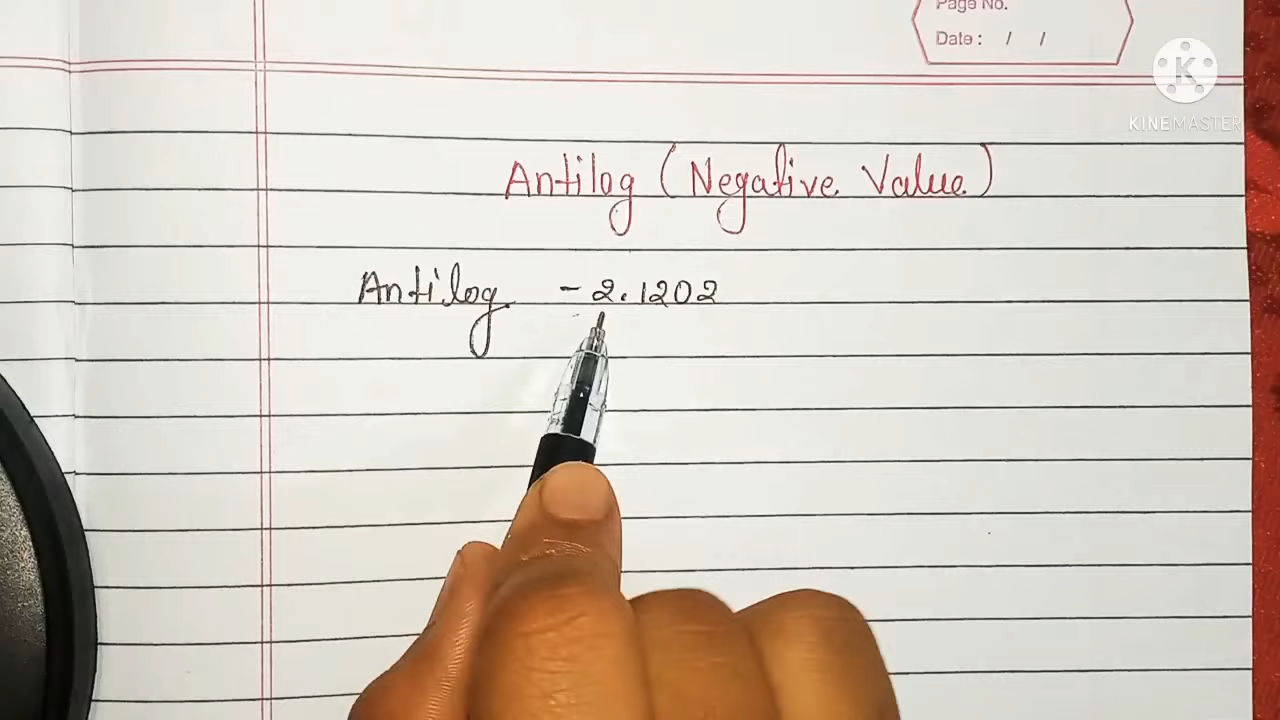 Page No.
Date : / /
KINEMASTER
Antilog (Negative Value)
Antilog -2.1202